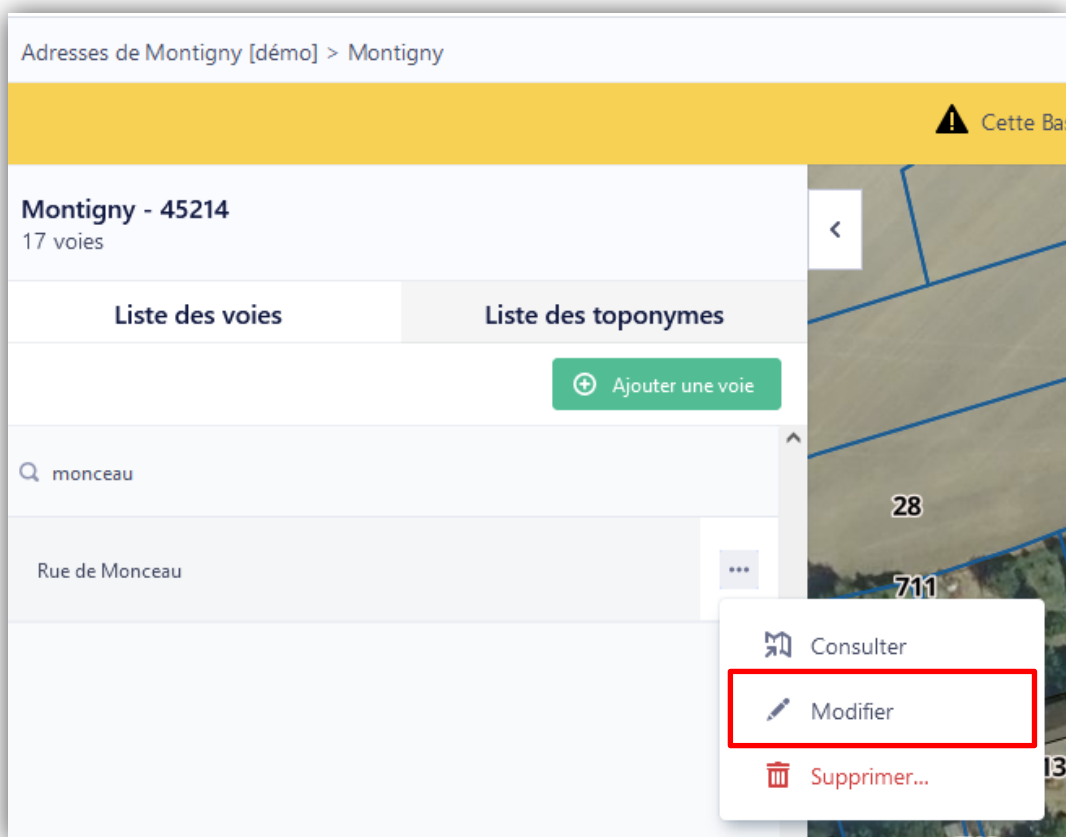 Adresses de Montigny [démo] > Montigny
Cette Ba
Montigny - 45214
17 voies
Liste des voies
Liste des toponymes
Ajouter une voie
monceau
28
Rue de Monceau
...
711
Consulter
Modifier
Supprimer...
13